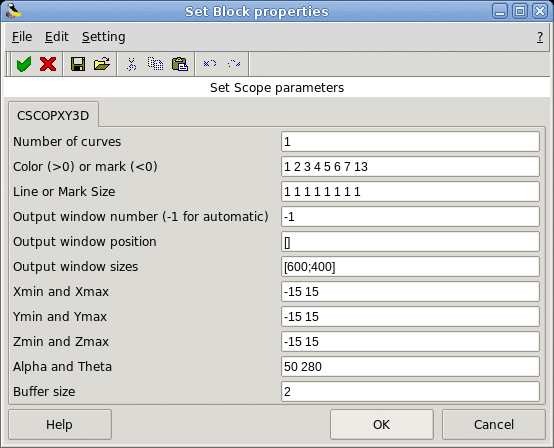 Set Block properties
File Edit Setting ?
Set Scope parameters
CSCOPXY3D
Number of curves 1
Color (>0) or mark (<0) 1 2 3 4 5 6 7 13
Line or Mark Size 1 1 1 1 1 1 1 1
Output window number (-1 for automatic) -1
Output window position []
Output window sizes [600;400]
Xmin and Xmax -15 15
Ymin and Ymax -15 15
Zmin and Zmax -15 15
Alpha and Theta 50 280
Buffer size 2
Help OK Cancel